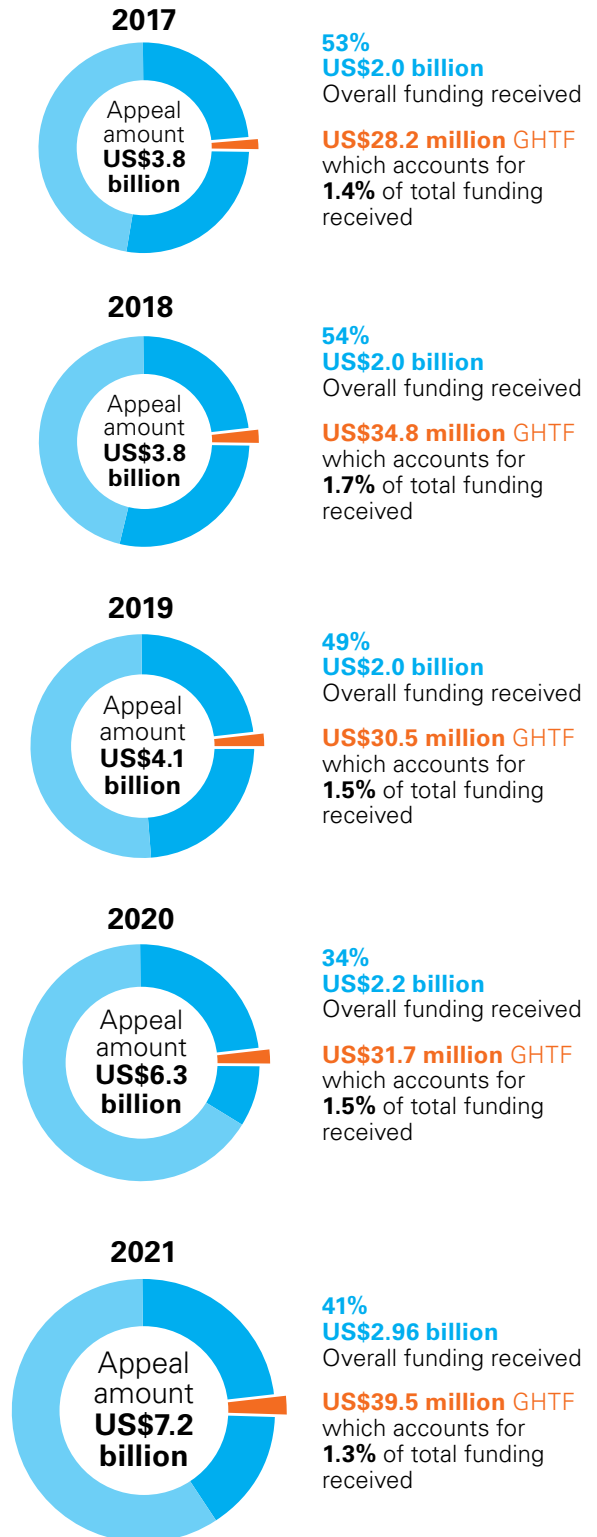 2017
Appeal
amount
US$3.8
billion
53%
US$2.0 billion
Overall funding received
US$28.2 million GHTF
which accounts for
1.4% of total funding
received
2018
Appeal
amount
US$3.8
billion
54%
US$2.0 billion
Overall funding received
US$34.8 million GHTF
which accounts for
1.7% of total funding
received
2019
Appeal
amount
US$4.1
billion
49%
US$2.0 billion
Overall funding received
US$30.5 million GHTF
which accounts for
1.5% of total funding
received
2020
Appeal
amount
US$6.3
billion
34%
US$2.2 billion
Overall funding received
US$31.7 million GHTF
which accounts for
1.5% of total funding
received
2021
Appeal
amount
US$7.2
billion
41%
US$2.96 billion
Overall funding received
US$39.5 million GHTF
which accounts for
1.3% of total funding
received